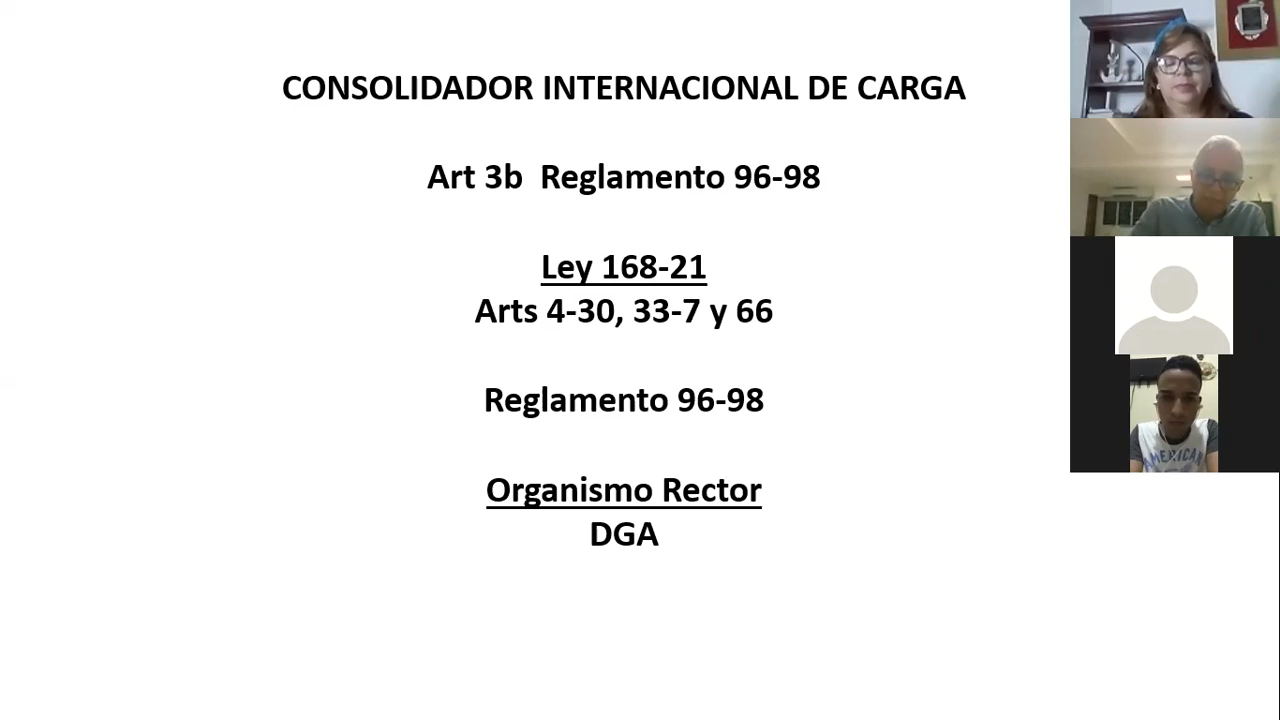 CONSOLIDADOR INTERNACIONAL DE CARGA
Art 3b Reglamento 96-98
Ley 168-21
Arts 4-30, 33-7 y 66
Reglamento 96-98
Organismo Rector
DGA
AMERICAN